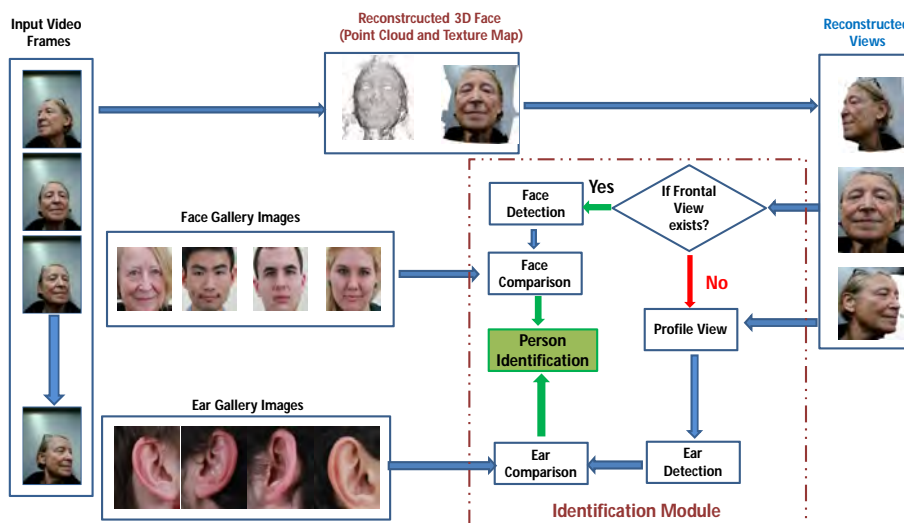 Input Video
Frames
Reconstrcucted 3D Face
(Point Cloud and Texture Map)
Reconstructed
Views
Face Gallery Images
Face
Detection
Yes
If Frontal
View
exists?
Face
Comparison
No
Person
Identification
Profile View
Ear Gallery Images
Ear
Comparison
Ear
Detection
Identification Module